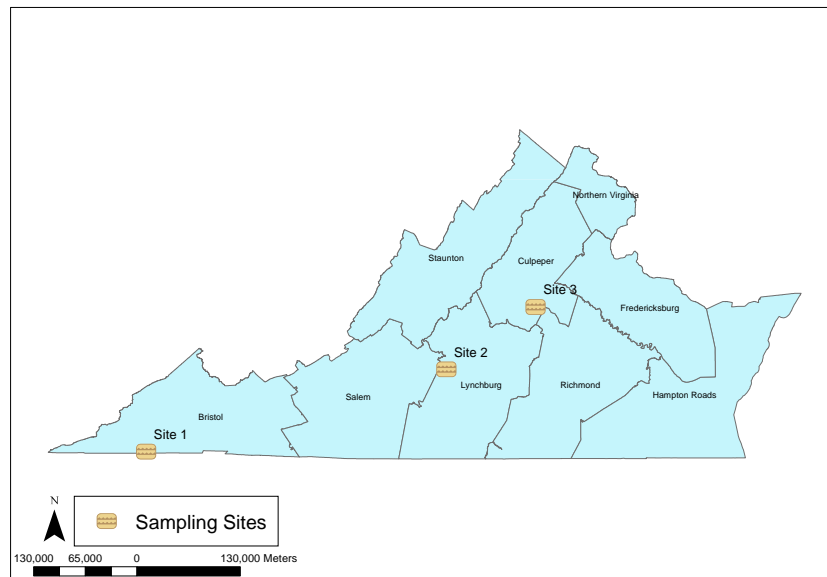 Northern Virginia
Staunton
Culpeper
Site 3
Fredericksburg
Site 2
Lynchburg
Salem
Richmond
Hampton Roads
Bristol
Site 1
N
Sampling Sites
130,000 65,000 0 130,000 Meters